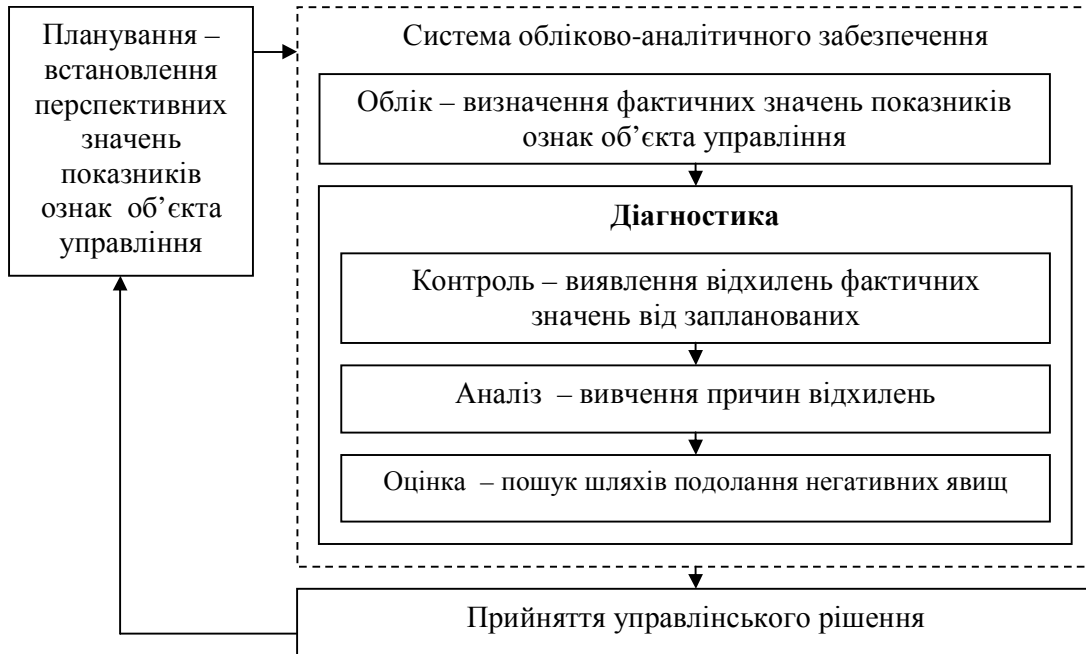 Планування –
встановлення
перспективних
значень
показників
ознак об’єкта
управління
Система обліково-аналітичного забезпечення
Облік – визначення фактичних значень показників
ознак об’єкта управління
Діагностика
Контроль – виявлення відхилень фактичних
значень від запланованих
Аналіз – вивчення причин відхилень
Оцінка – пошук шляхів подолання негативних явищ
Прийняття управлінського рішення